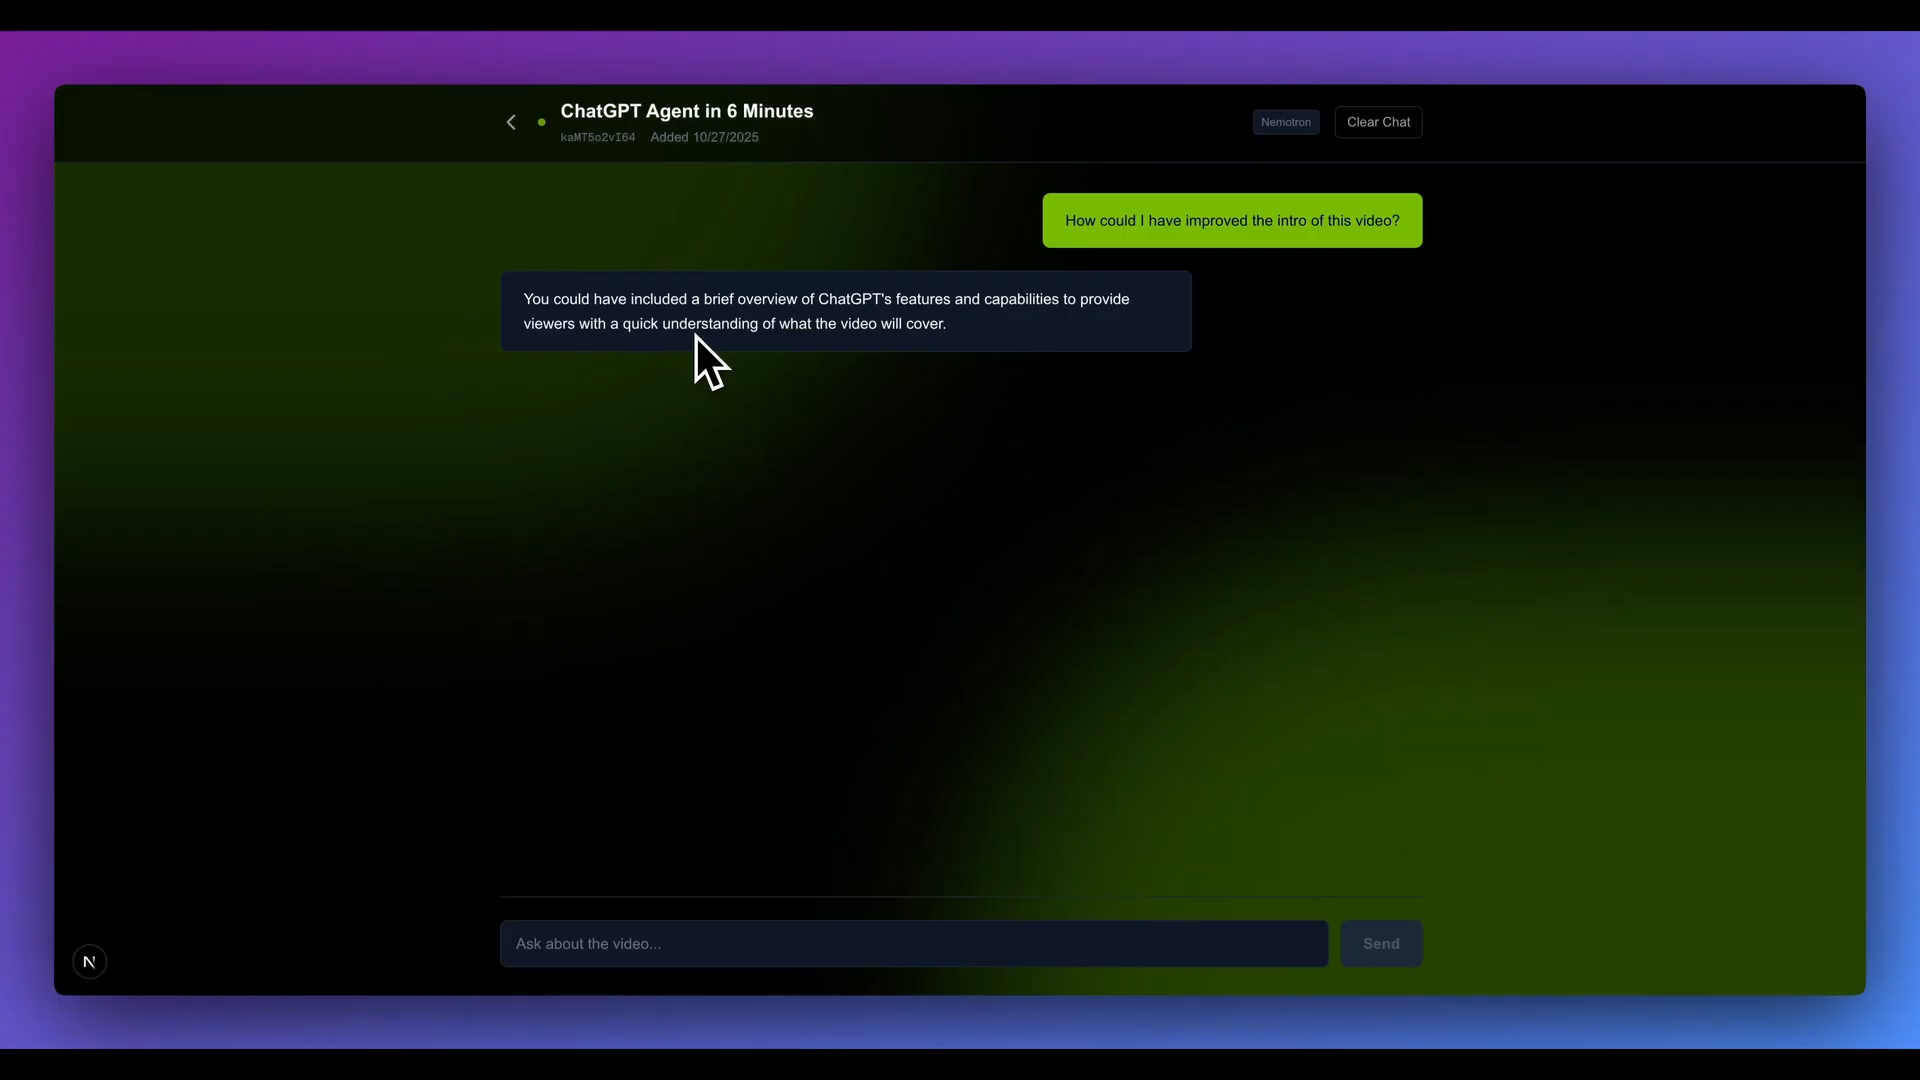 ChatGPT Agent in 6 Minutes
kaMT5o2vI64 Added 10/27/2025
Nemotron
Clear Chat
How could I have improved the intro of this video?
You could have included a brief overview of ChatGPT's features and capabilities to provide
viewers with a quick understanding of what the video will cover.
Ask about the video...
Send
N